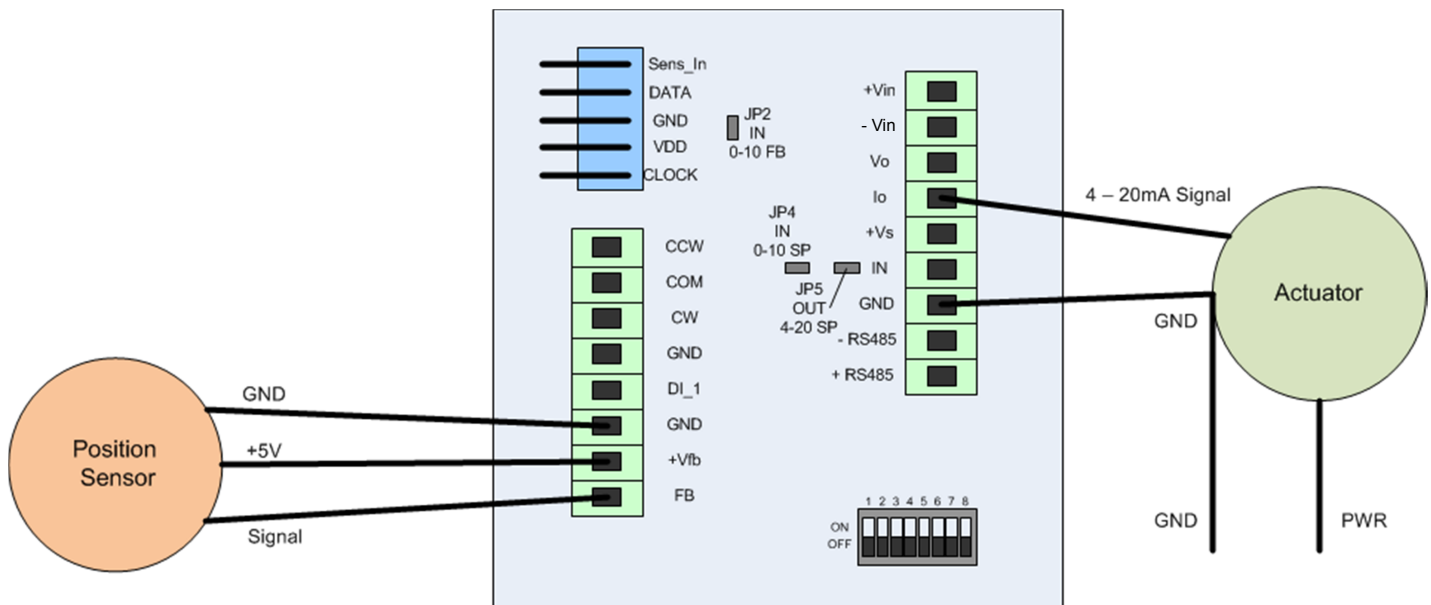 Sens_In
DATA
GND
VDD
CLOCK
JP2
IN
0-10 FB
CCW
COM
CW
GND
DI_1
GND
+Vfb
FB
JP4
IN
0-10 SP
JP5
OUT
4-20 SP
+Vin
- Vin
Vo
Io
+Vs
IN
GND
- RS485
+ RS485
4 – 20mA Signal
Actuator
GND
GND
PWR
Position
Sensor
GND
+5V
Signal
1 2 3 4 5 6 7 8
ON
OFF